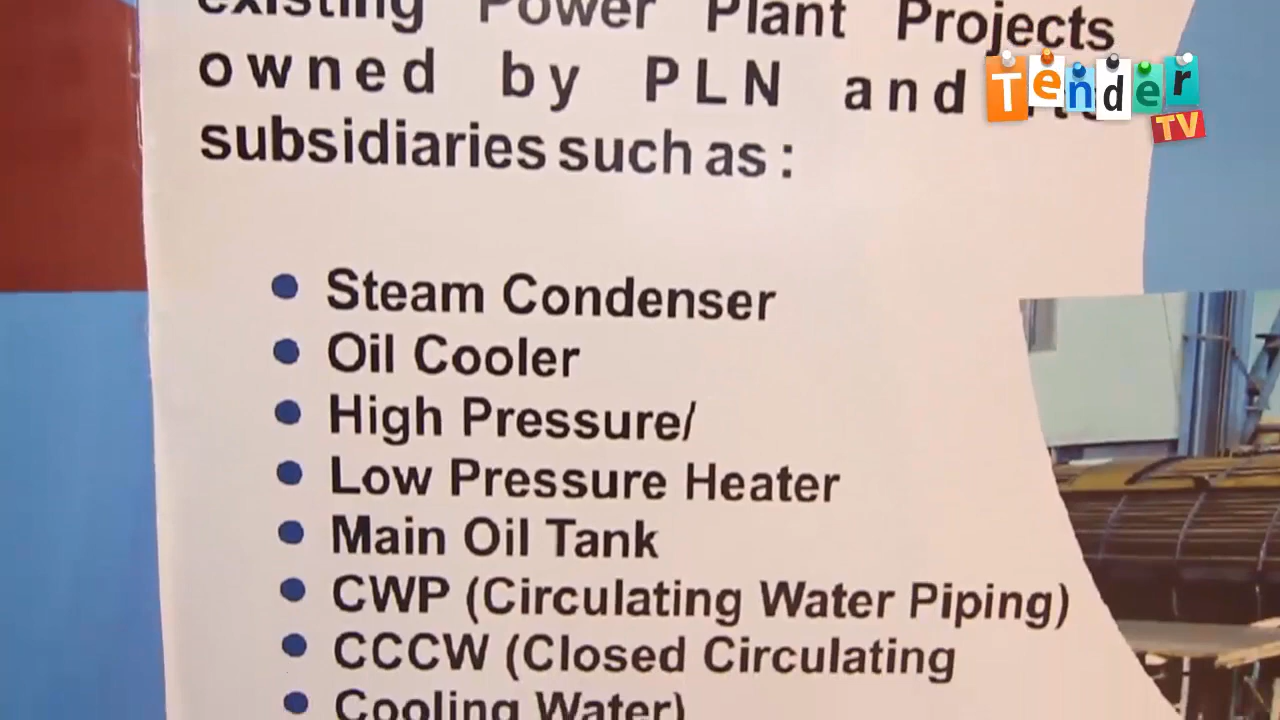 existing Power Plant Projects
owned by PLN and
subsidiaries such as :
Steam Condenser
Oil Cooler
High Pressure/
Low Pressure Heater
Main Oil Tank
CWP (Circulating Water Piping)
CCCW (Closed Circulating
Cooling Water)
Tender
TV